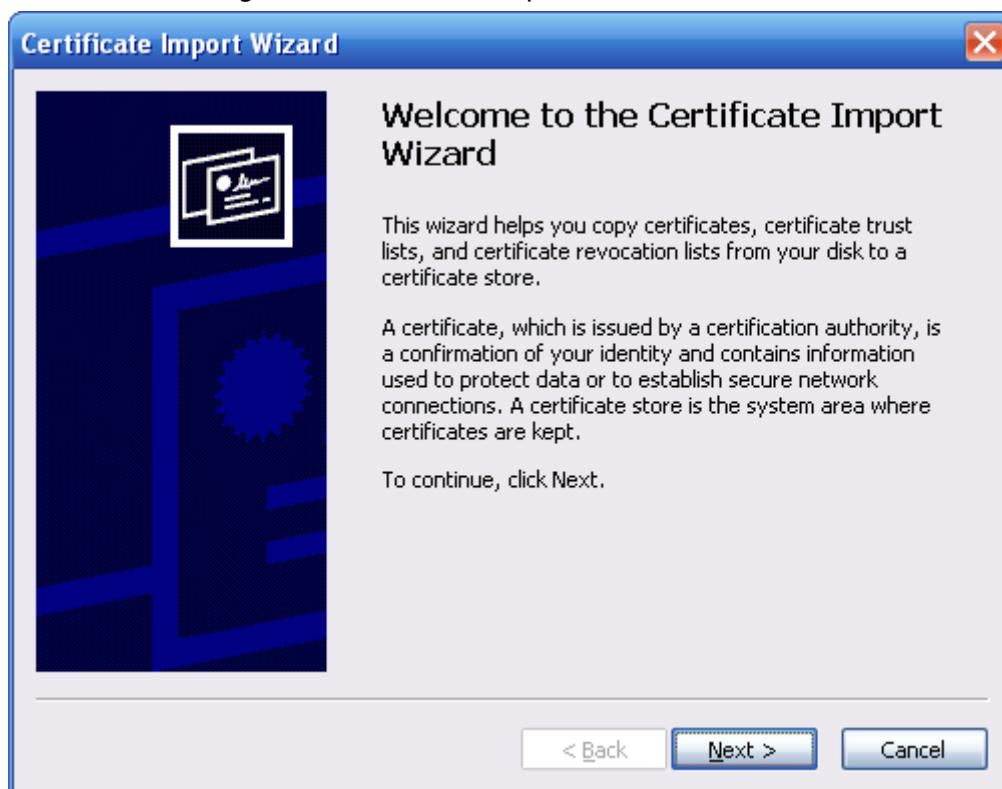 Certificate Import Wizard
Welcome to the Certificate Import
Wizard
This wizard helps you copy certificates, certificate trust
lists, and certificate revocation lists from your disk to a
certificate store.
A certificate, which is issued by a certification authority, is
a confirmation of your identity and contains information
used to protect data or to establish secure network
connections. A certificate store is the system area where
certificates are kept.
To continue, click Next.
< Back Next > Cancel